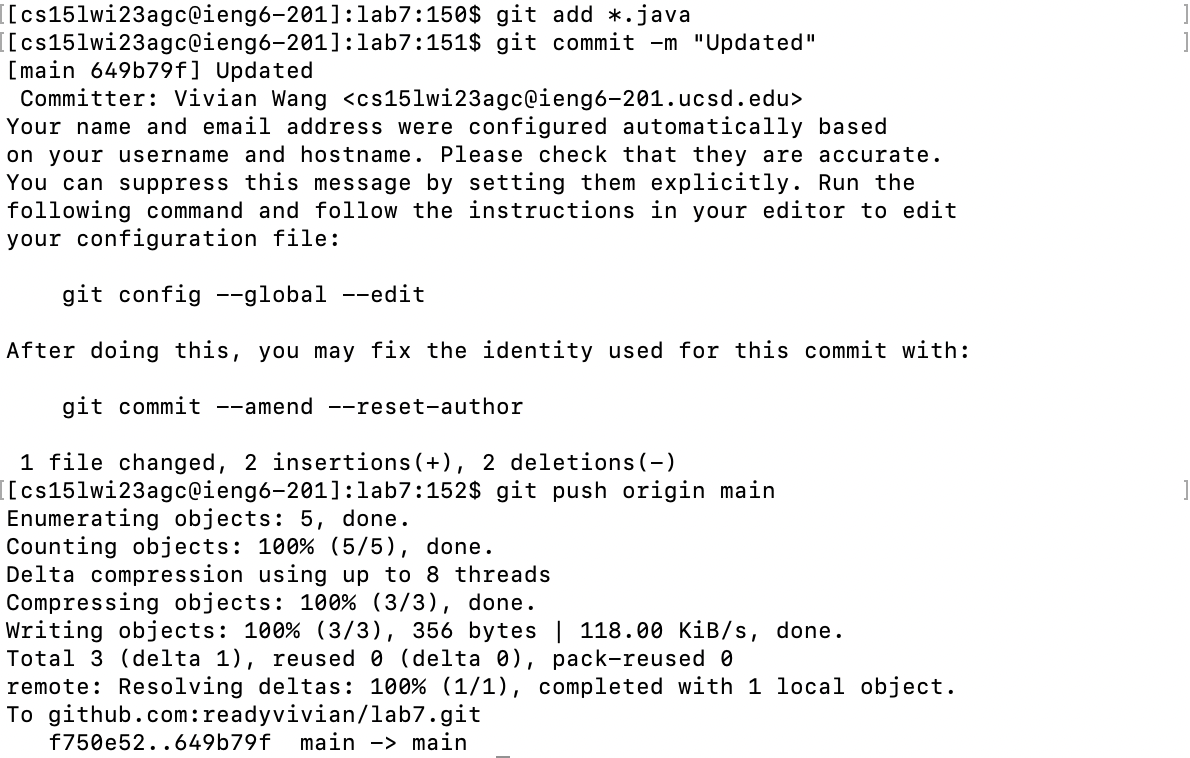 [[cs15lwi23agc@ieng6-201]:lab7:150$ git add *.java ]
[[cs15lwi23agc@ieng6-201]:lab7:151$ git commit -m "Updated" ]
[main 649b79f] Updated
 Committer: Vivian Wang <cs15lwi23agc@ieng6-201.ucsd.edu>
Your name and email address were configured automatically based
on your username and hostname. Please check that they are accurate.
You can suppress this message by setting them explicitly. Run the
following command and follow the instructions in your editor to edit
your configuration file:

    git config --global --edit

After doing this, you may fix the identity used for this commit with:

    git commit --amend --reset-author

 1 file changed, 2 insertions(+), 2 deletions(-)
[[cs15lwi23agc@ieng6-201]:lab7:152$ git push origin main ]
Enumerating objects: 5, done.
Counting objects: 100% (5/5), done.
Delta compression using up to 8 threads
Compressing objects: 100% (3/3), done.
Writing objects: 100% (3/3), 356 bytes | 118.00 KiB/s, done.
Total 3 (delta 1), reused 0 (delta 0), pack-reused 0
remote: Resolving deltas: 100% (1/1), completed with 1 local object.
To github.com:readyvivian/lab7.git
   f750e52..649b79f  main -> main